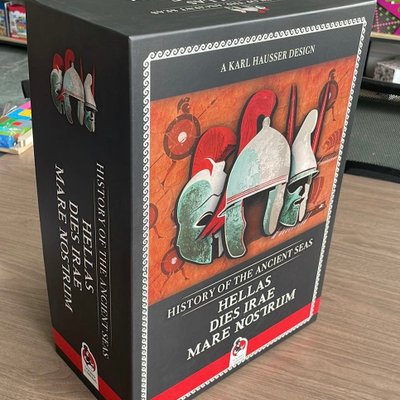 A KARL HAUSSER DESIGN
HISTORY OF THE ANCIENT SEAS
HELLAS
DIES IRAE
MARE NOSTRUM
HISTORY OF THE ANCIENT SEAS
HELLAS
DIES IRAE
MARE NOSTRUM